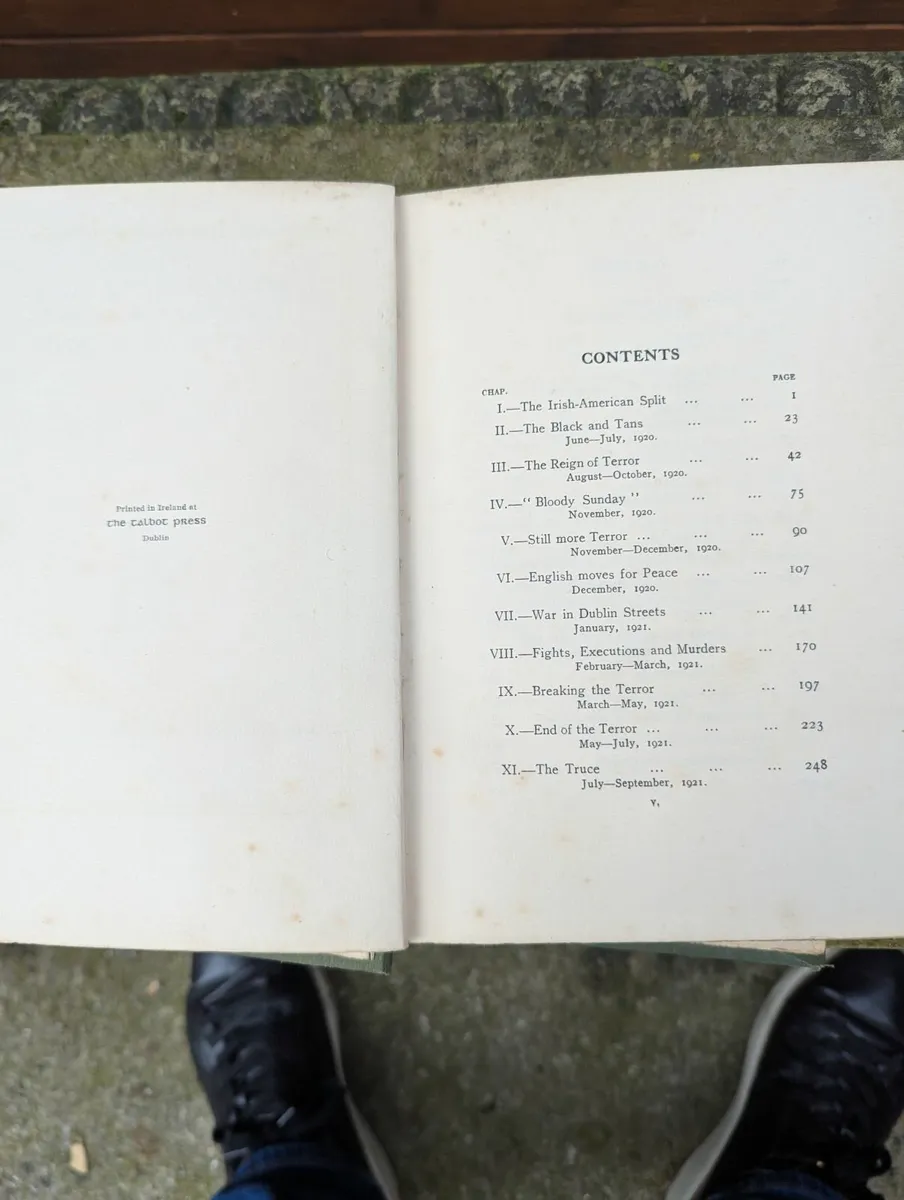 Printed in Ireland at
the talbot press
Dublin
CONTENTS
CHAP. PAGE
I.—The Irish-American Split ... ... 1
II.—The Black and Tans ... ... 23
June—July, 1920.
III.—The Reign of Terror ... ... 42
August—October, 1920.
IV.—“ Bloody Sunday ” ... ... 75
November, 1920.
V.—Still more Terror ... ... ... 90
November—December, 1920.
VI.—English moves for Peace ... ... 107
December, 1920.
VII.—War in Dublin Streets ... ... 141
January, 1921.
VIII.—Fights, Executions and Murders ... 170
February—March, 1921.
IX.—Breaking the Terror ... ... 197
March—May, 1921.
X.—End of the Terror ... ... ... 223
May—July, 1921.
XI.—The Truce ... ... ... 248
July—September, 1921.
v.